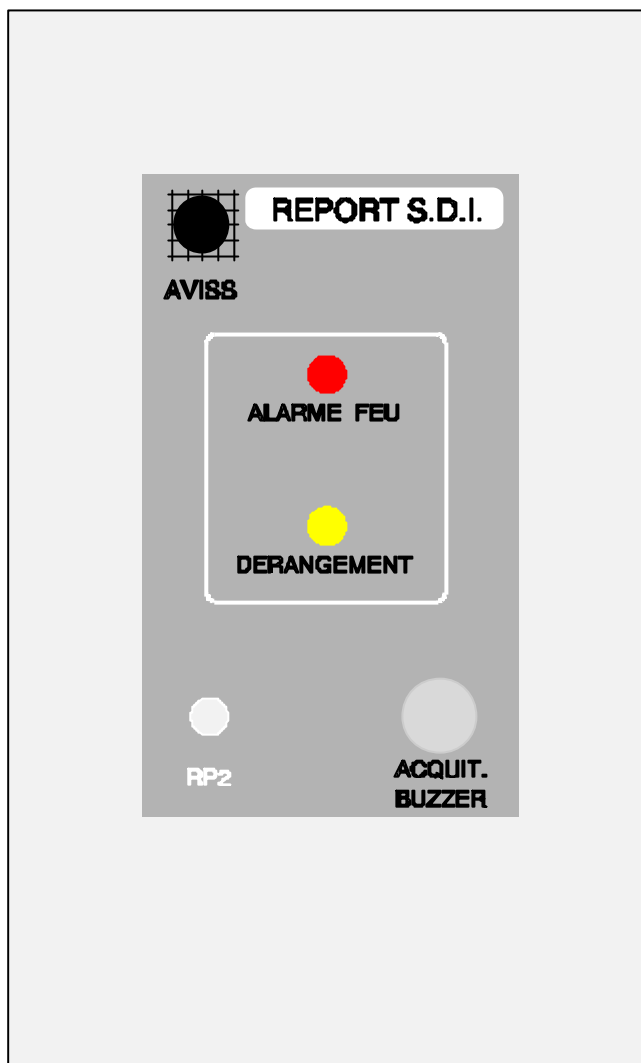 REPORT S.D.I.
AVISS
ALARME FEU
DERANGEMENT
RP2
ACQUIT.
BUZZER